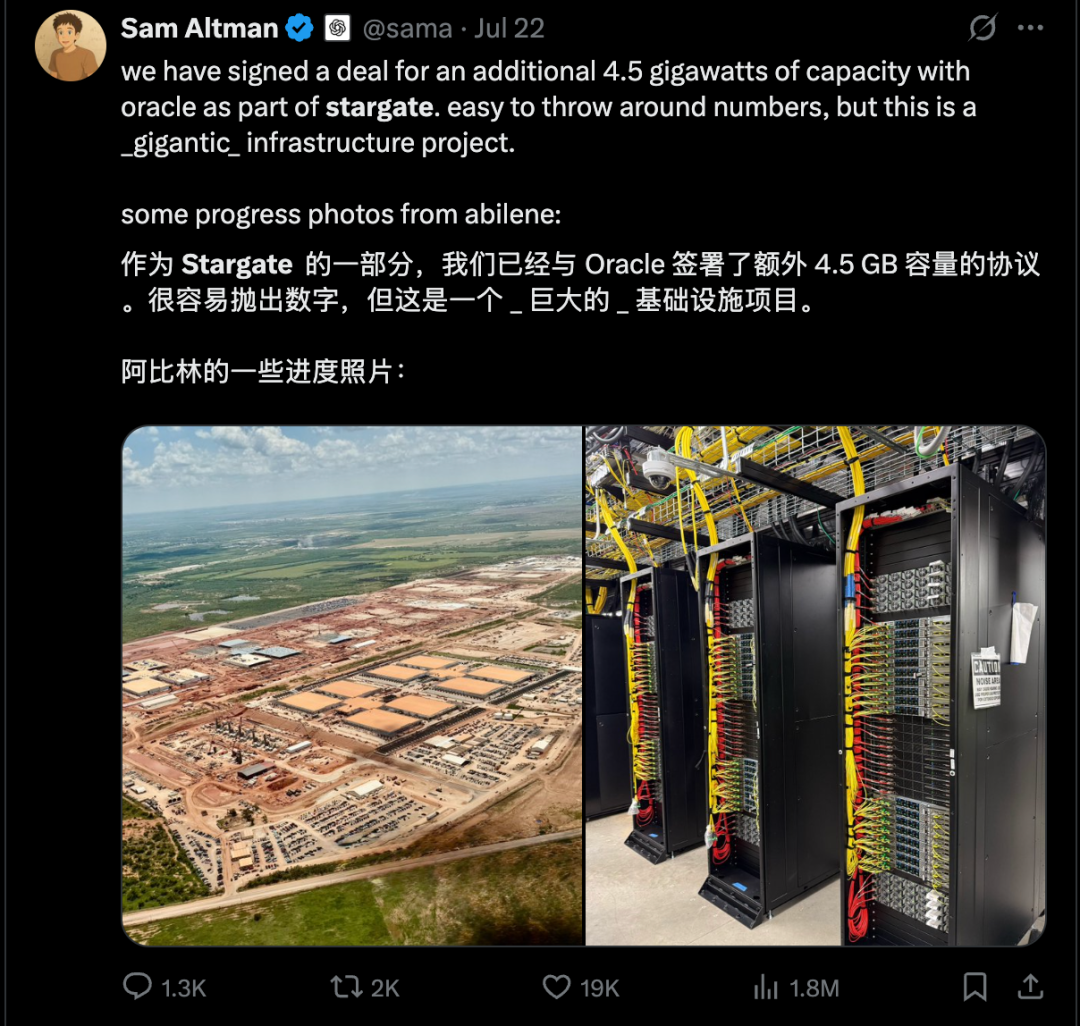 Sam Altman @sama · Jul 22
we have signed a deal for an additional 4.5 gigawatts of capacity with
oracle as part of stargate. easy to throw around numbers, but this is a
_gigantic_ infrastructure project.
some progress photos from abilene:
作为 Stargate 的一部分，我们已经与 Oracle 签署了额外 4.5 GB 容量的协议
。很容易抛出数字，但这是一个 _ 巨大的 _ 基础设施项目。
阿比林的一些进度照片：
CAUTION
NOISE AREA
1.3K 2K 19K 1.8M